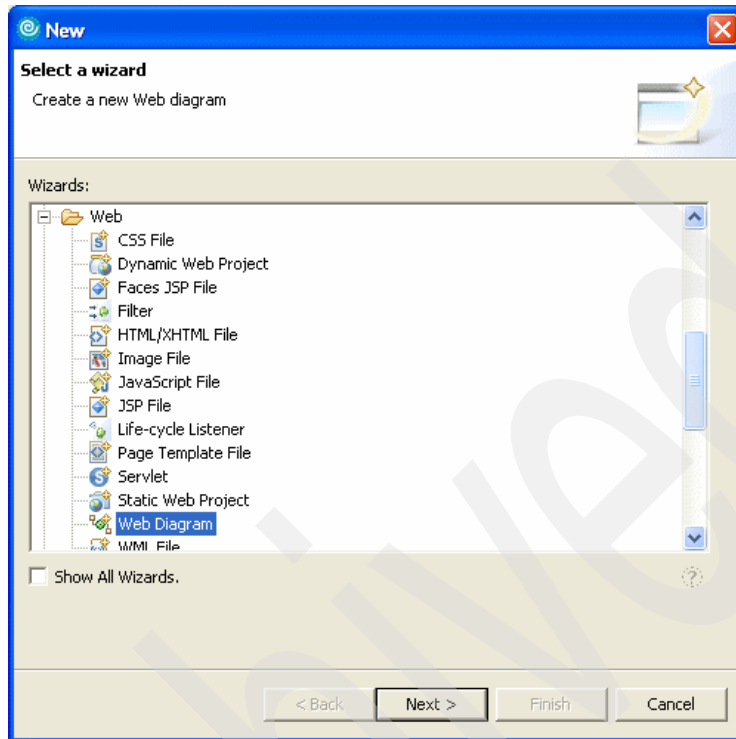 New
Select a wizard
Create a new Web diagram
Wizards:
Web
CSS File
Dynamic Web Project
Faces JSP File
Filter
HTML/XHTML File
Image File
JavaScript File
JSP File
Life-cycle Listener
Page Template File
Servlet
Static Web Project
Web Diagram
WML File
Show All Wizards.
< Back Next > Finish Cancel